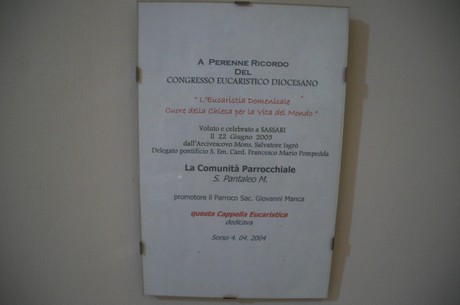 A PERENNE RICORDO
DEL
CONGRESSO EUCARISTICO DIOCESANO
" L'Eucaristia Domenicale
Cuore della Chiesa per la Vita del Mondo "
Voluto e celebrato a SASSARI
Il 22 Giugno 2003
dall'Arcivescovo Mons. Salvatore Isgrò
Delegato pontificio S. Em. Card. Francesco Mario Pompedda
La Comunità Parrocchiale
S. Pantaleo M.
promotore il Parroco Sac. Giovanni Manca
questa Cappella Eucaristica
dedicava
Sorso 4. 04. 2004